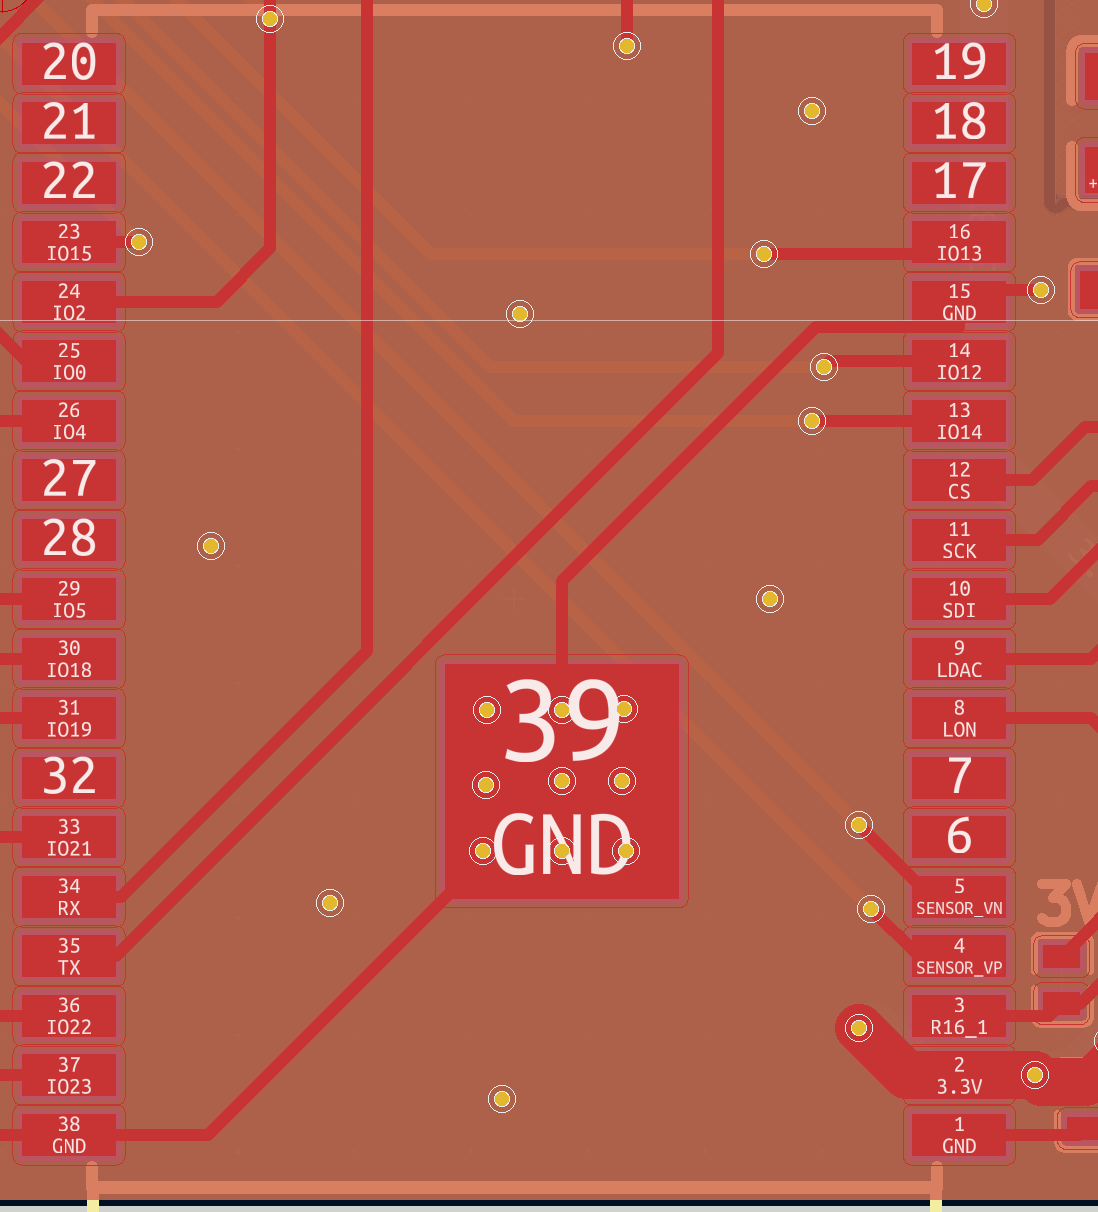 20
21
22
23
IO15
24
IO2
25
IO0
26
IO4
27
28
29
IO5
30
IO18
31
IO19
32
33
IO21
34
RX
35
TX
36
IO22
37
IO23
38
GND
39
GND
19
18
17
16
IO13
15
GND
14
IO12
13
IO14
12
CS
11
SCK
10
SDI
9
LDAC
8
LON
7
6
5
SENSOR_VN
4
SENSOR_VP
3
R16_1
2
3.3V
1
GND
+